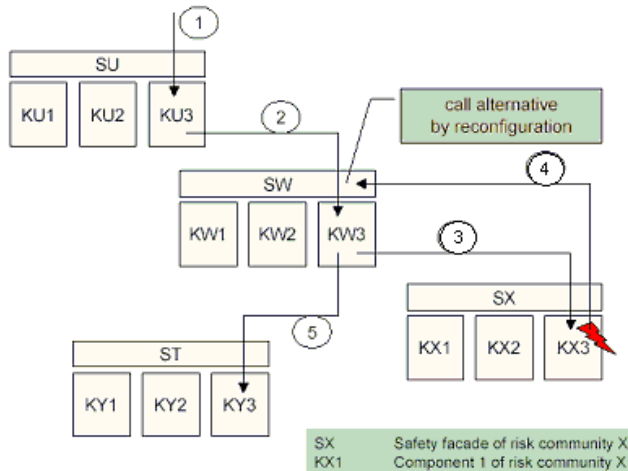 1
SU
KU1 KU2 KU3
2
call alternative
by reconfiguration
4
SW
KW1 KW2 KW3
3
SX
KX1 KX2 KX3
5
ST
KY1 KY2 KY3
SX Safety facade of risk community X
KX1 Component 1 of risk community X